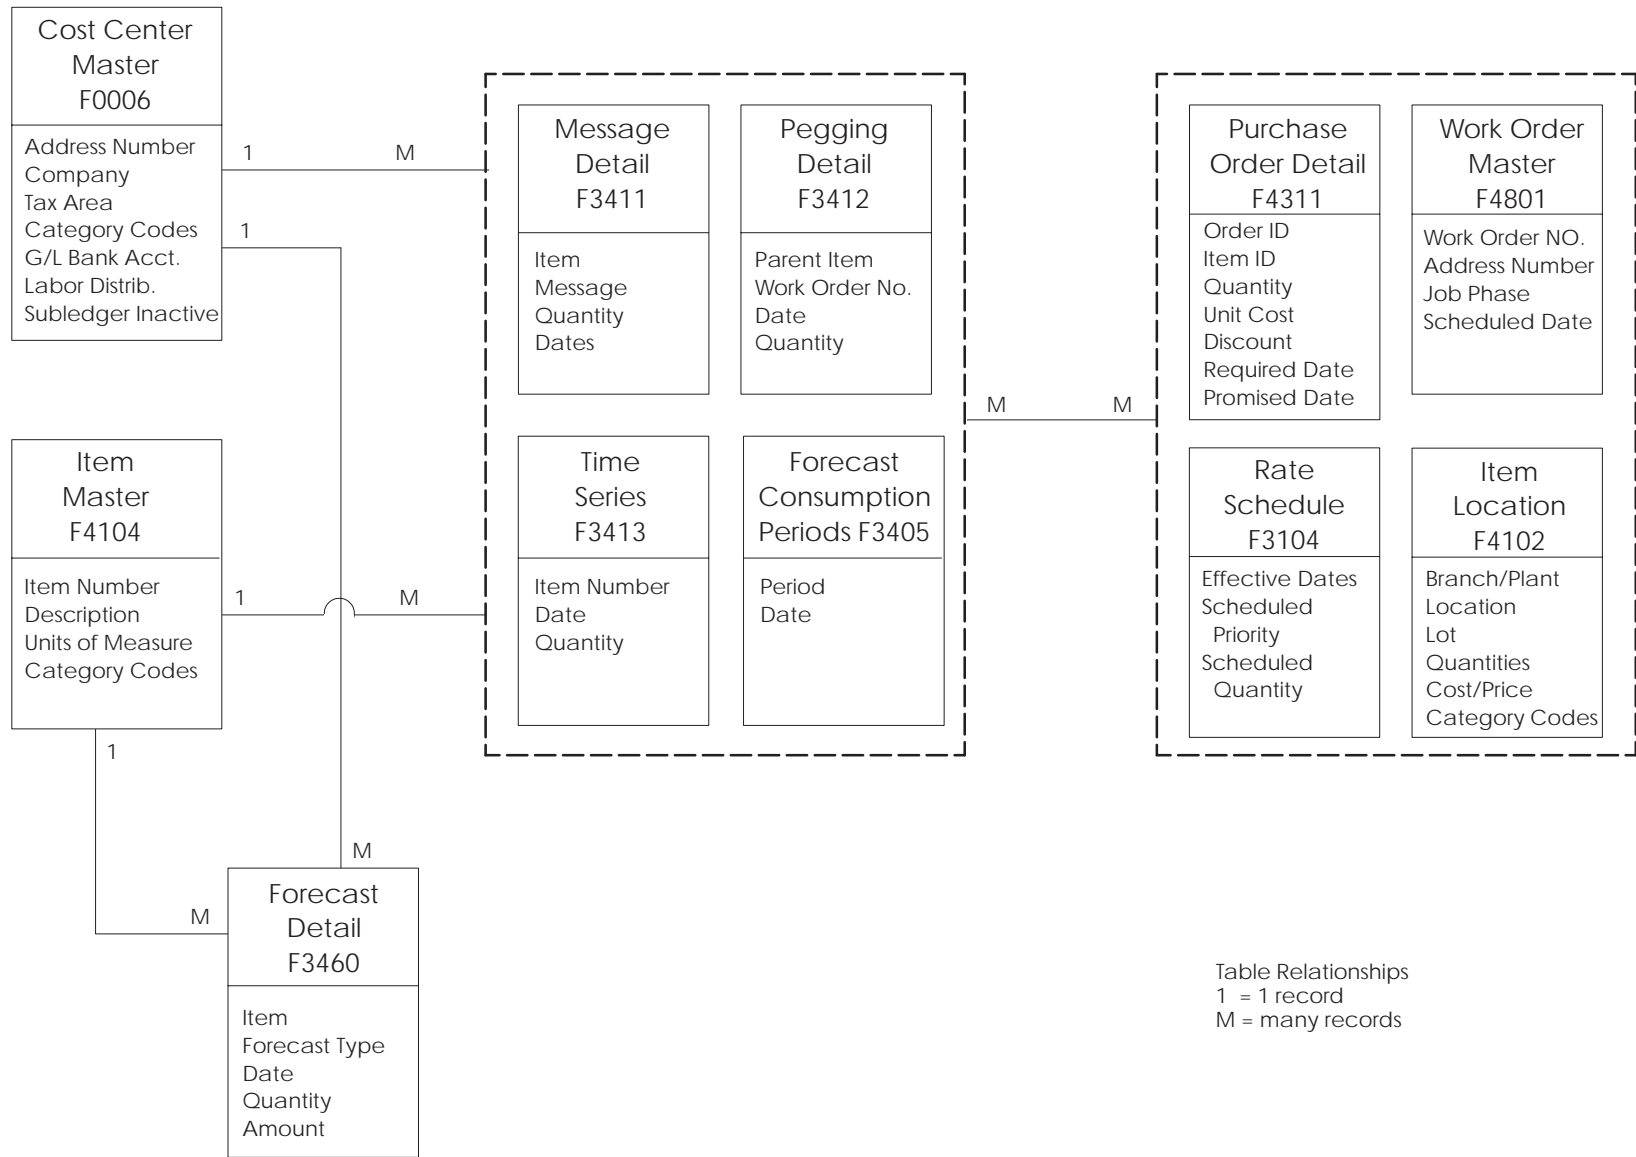 Cost Center
Master
F0006
Address Number
Company
Tax Area
Category Codes
G/L Bank Acct.
Labor Distrib.
Subledger Inactive
1
M
1
Message
Detail
F3411
Item
Message
Quantity
Dates
Pegging
Detail
F3412
Parent Item
Work Order No.
Date
Quantity
Purchase
Order Detail
F4311
Order ID
Item ID
Quantity
Unit Cost
Discount
Required Date
Promised Date
Work Order
Master
F4801
Work Order NO.
Address Number
Job Phase
Scheduled Date
M
M
Item
Master
F4104
Item Number
Description
Units of Measure
Category Codes
1
M
Time
Series
F3413
Item Number
Date
Quantity
Forecast
Consumption
Periods F3405
Period
Date
Rate
Schedule
F3104
Effective Dates
Scheduled
Priority
Scheduled
Quantity
Item
Location
F4102
Branch/Plant
Location
Lot
Quantities
Cost/Price
Category Codes
1
M
M
Forecast
Detail
F3460
Item
Forecast Type
Date
Quantity
Amount
Table Relationships
1 = 1 record
M = many records